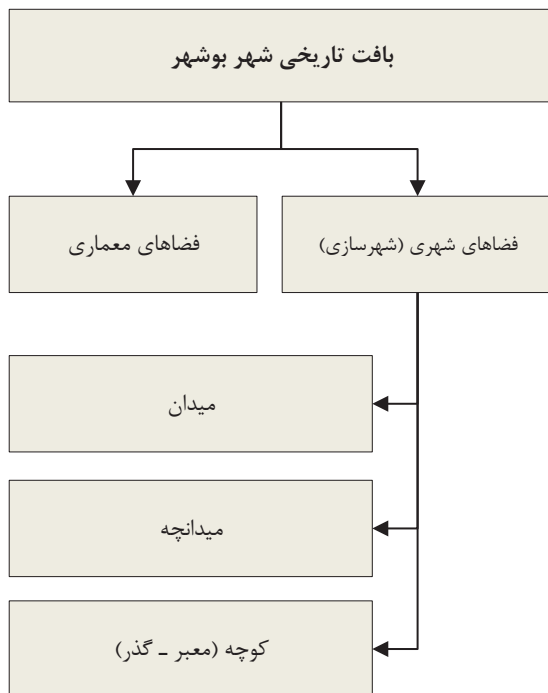 بافت تاریخی شهر بوشهر
فضاهای شهری (شهرسازی)
فضاهای معماری
میدان
میدانچه
کوچه (معبر ـ گذر)